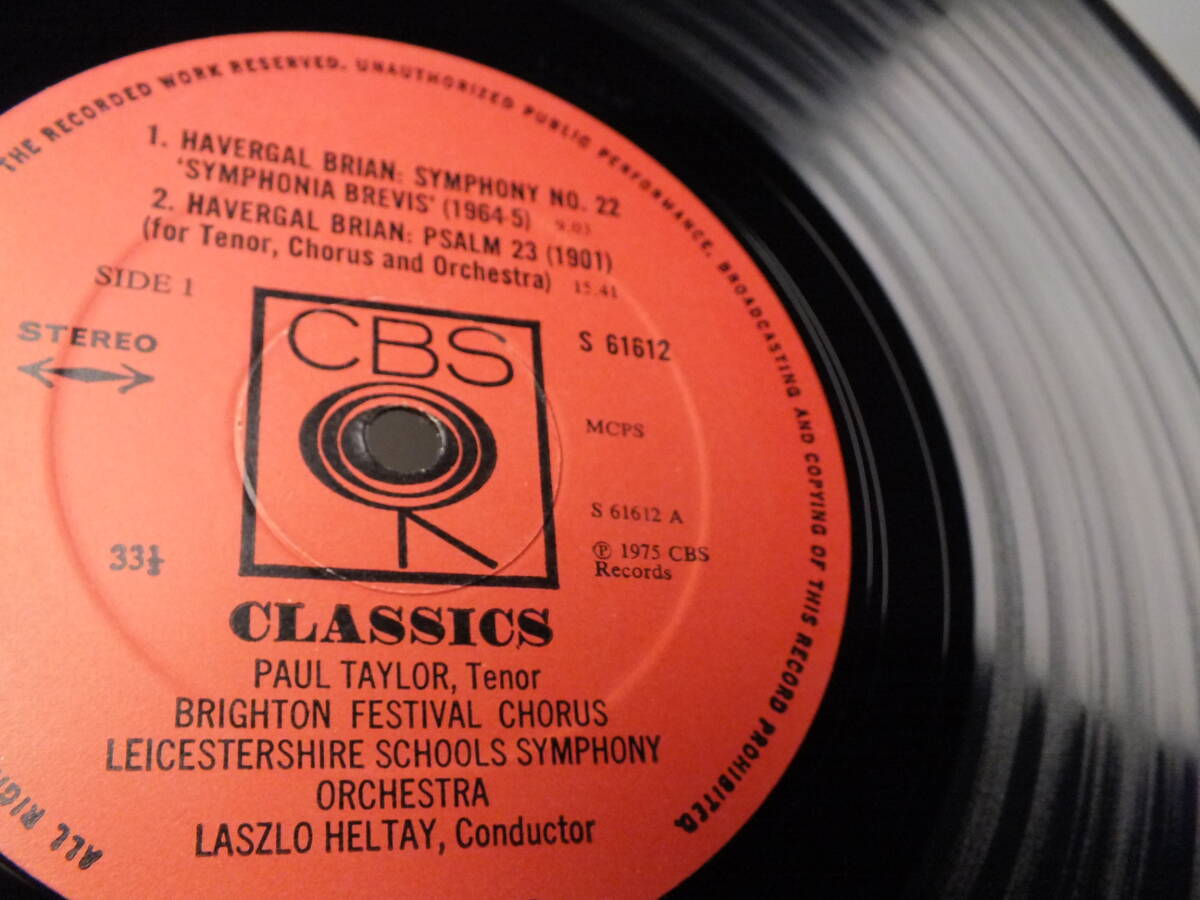 THE RECORDED WORK RESERVED. UNAUTHORIZED PUBLIC PERFORMANCE, BROADCASTING AND COPYING OF THIS RECORD PROHIBITED.
1. HAVERGAL BRIAN: SYMPHONY NO. 22
'SYMPHONIA BREVIS' (1964-5) 9.03
2. HAVERGAL BRIAN: PSALM 23 (1901)
(for Tenor, Chorus and Orchestra) 15.41
SIDE 1
STEREO
CBS
S 61612
MCPS
S 61612 A
℗ 1975 CBS
Records
33⅓
CLASSICS
PAUL TAYLOR, Tenor
BRIGHTON FESTIVAL CHORUS
LEICESTERSHIRE SCHOOLS SYMPHONY
ORCHESTRA
LASZLO HELTAY, Conductor
ALL